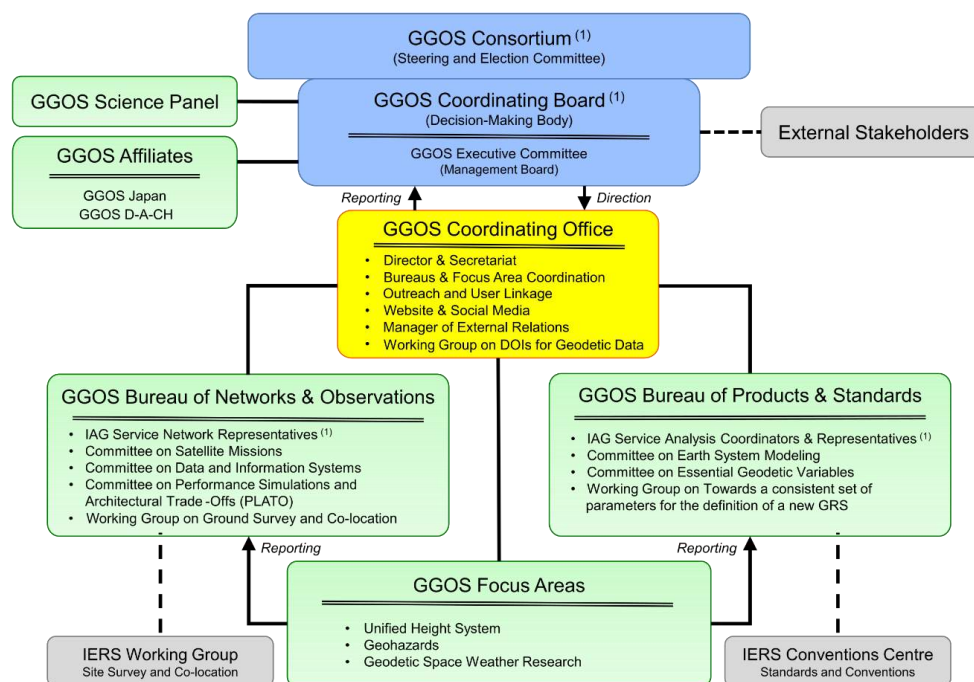 GGOS Consortium (1)
(Steering and Election Committee)
GGOS Science Panel
GGOS Coordinating Board (1)
(Decision-Making Body)
GGOS Executive Committee
(Management Board)
External Stakeholders
GGOS Affiliates
GGOS Japan
GGOS D-A-CH
Reporting
Direction
GGOS Coordinating Office
• Director & Secretariat
• Bureaus & Focus Area Coordination
• Outreach and User Linkage
• Website & Social Media
• Manager of External Relations
• Working Group on DOIs for Geodetic Data
GGOS Bureau of Networks & Observations
• IAG Service Network Representatives (1)
• Committee on Satellite Missions
• Committee on Data and Information Systems
• Committee on Performance Simulations and
Architectural Trade -Offs (PLATO)
• Working Group on Ground Survey and Co-location
GGOS Bureau of Products & Standards
• IAG Service Analysis Coordinators & Representatives (1)
• Committee on Earth System Modeling
• Committee on Essential Geodetic Variables
• Working Group on Towards a consistent set of
parameters for the definition of a new GRS
Reporting
Reporting
GGOS Focus Areas
• Unified Height System
• Geohazards
• Geodetic Space Weather Research
IERS Working Group
Site Survey and Co-location
IERS Conventions Centre
Standards and Conventions